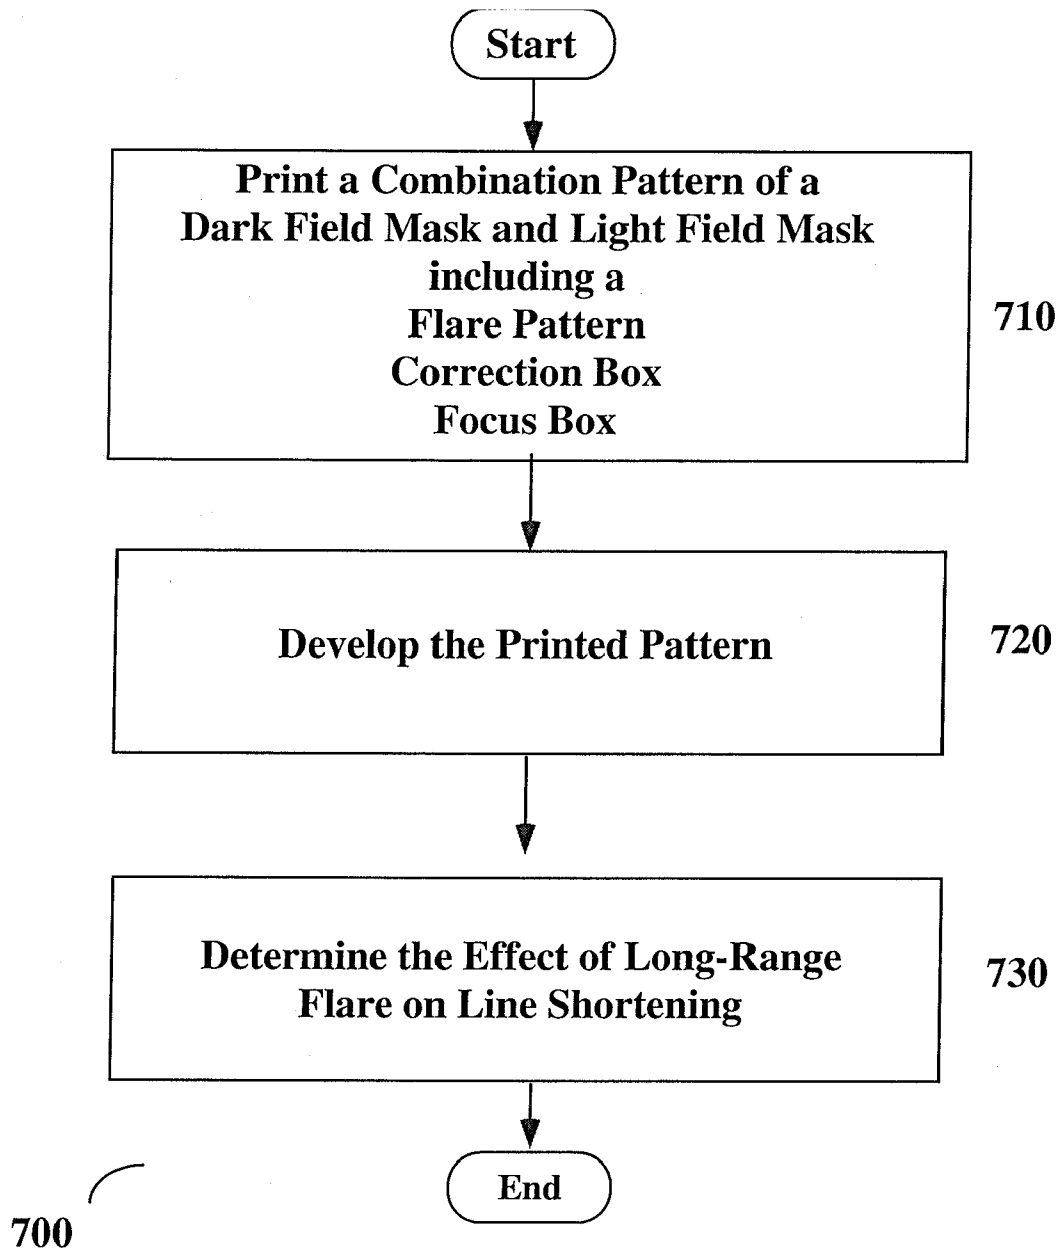 Start
Print a Combination Pattern of a
Dark Field Mask and Light Field Mask
including a
Flare Pattern
Correction Box
Focus Box
710
Develop the Printed Pattern
720
Determine the Effect of Long-Range
Flare on Line Shortening
730
End
700